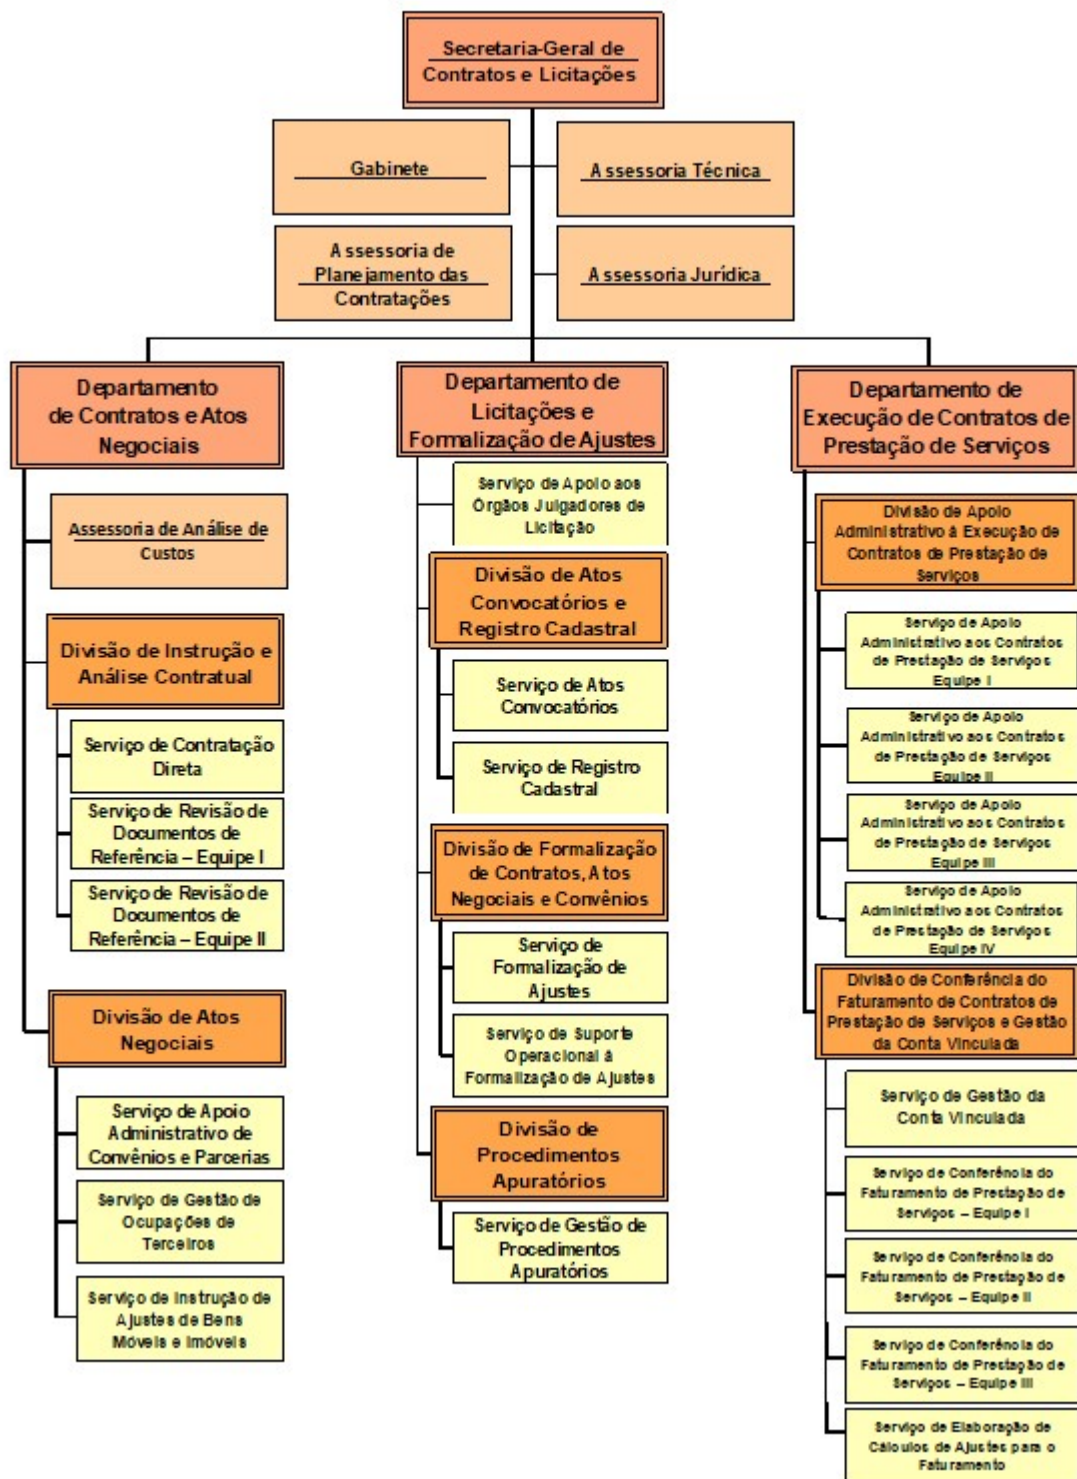 Secretaria-Geral de
Contratos e Licitações
Gabinete
Assessoria Técnica
Assessoria de
Planejamento das
Contratações
Assessoria Jurídica
Departamento
de Contratos e Atos
Negociais
Assessoria de Análise de
Custos
Divisão de Instrução e
Análise Contratual
Serviço de Contratação
Direta
Serviço de Revisão de
Documentos de
Referência – Equipe I
Serviço de Revisão de
Documentos de
Referência – Equipe II
Divisão de Atos
Negociais
Serviço de Apoio
Administrativo de
Convênios e Parcerias
Serviço de Gestão de
Ocupações de
Terceiros
Serviço de Instrução de
Ajustes de Bens
Móveis e Imóveis
Departamento de
Licitações e
Formalização de Ajustes
Serviço de Apoio aos
Órgãos Julgadores de
Licitação
Divisão de Atos
Convocatórios e
Registro Cadastral
Serviço de Atos
Convocatórios
Serviço de Registro
Cadastral
Divisão de Formalização
de Contratos, Atos
Negociais e Convênios
Serviço de
Formalização de
Ajustes
Serviço de Suporte
Operacional à
Formalização de Ajustes
Divisão de
Procedimentos
Apuratórios
Serviço de Gestão de
Procedimentos
Apuratórios
Departamento de
Execução de Contratos de
Prestação de Serviços
Divisão de Apoio
Administrativo à Execução de
Contratos de Prestação de
Serviços
Serviço de Apoio
Administrativo aos Contratos
de Prestação de Serviços
Equipe I
Serviço de Apoio
Administrativo aos Contratos
de Prestação de Serviços
Equipe II
Serviço de Apoio
Administrativo aos Contratos
de Prestação de Serviços
Equipe III
Serviço de Apoio
Administrativo aos Contratos
de Prestação de Serviços
Equipe IV
Divisão de Conferência do
Faturamento de Contratos de
Prestação de Serviços e Gestão
da Conta Vinculada
Serviço de Gestão da
Conta Vinculada
Serviço de Conferência do
Faturamento de Prestação de
Serviços – Equipe I
Serviço de Conferência do
Faturamento de Prestação de
Serviços – Equipe II
Serviço de Conferência do
Faturamento de Prestação de
Serviços – Equipe III
Serviço de Elaboração de
Cálculos de Ajustes para o
Faturamento